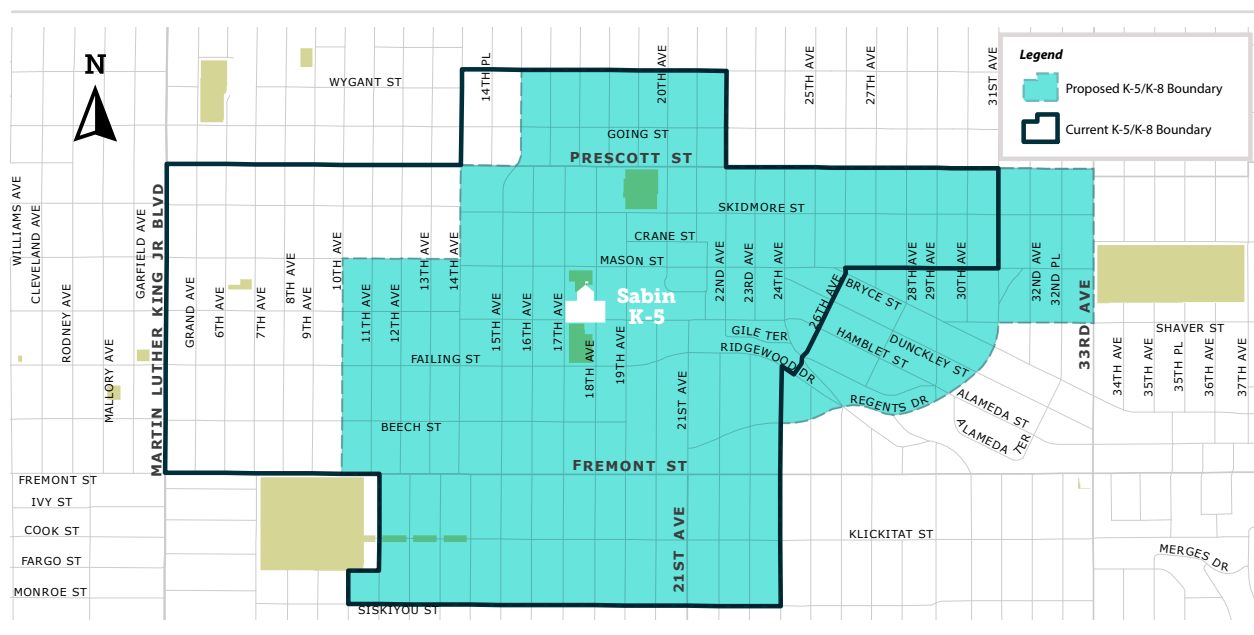 Legend
Proposed K-5/K-8 Boundary
Current K-5/K-8 Boundary
N
WYGANT ST
14TH PL
20TH AVE
25TH AVE
27TH AVE
31ST AVE
GOING ST
PRESCOTT ST
SKIDMORE ST
CRANE ST
MASON ST
WILLIAMS AVE
CLEVELAND AVE
RODNEY AVE
MALLORY AVE
GARFIELD AVE
MARTIN LUTHER KING JR BLVD
GRAND AVE
6TH AVE
7TH AVE
8TH AVE
9TH AVE
10TH AVE
11TH AVE
12TH AVE
13TH AVE
14TH AVE
15TH AVE
16TH AVE
17TH AVE
18TH AVE
19TH AVE
Sabin
K-5
21ST AVE
22ND AVE
23RD AVE
24TH AVE
26TH AVE
28TH AVE
29TH AVE
30TH AVE
32ND AVE
32ND PL
33RD AVE
34TH AVE
35TH AVE
35TH PL
36TH AVE
37TH AVE
SHAVER ST
BRYCE ST
GILE TER
HAMBLET ST
DUNCKLEY ST
RIDGEWOOD DR
FAILING ST
REGENTS DR
ALAMEDA ST
ALAMEDA TER
BEECH ST
FREMONT ST
FREMONT ST
IVY ST
COOK ST
FARGO ST
MONROE ST
21ST AVE
KLICKITAT ST
MERGES DR
SISKIYOU ST